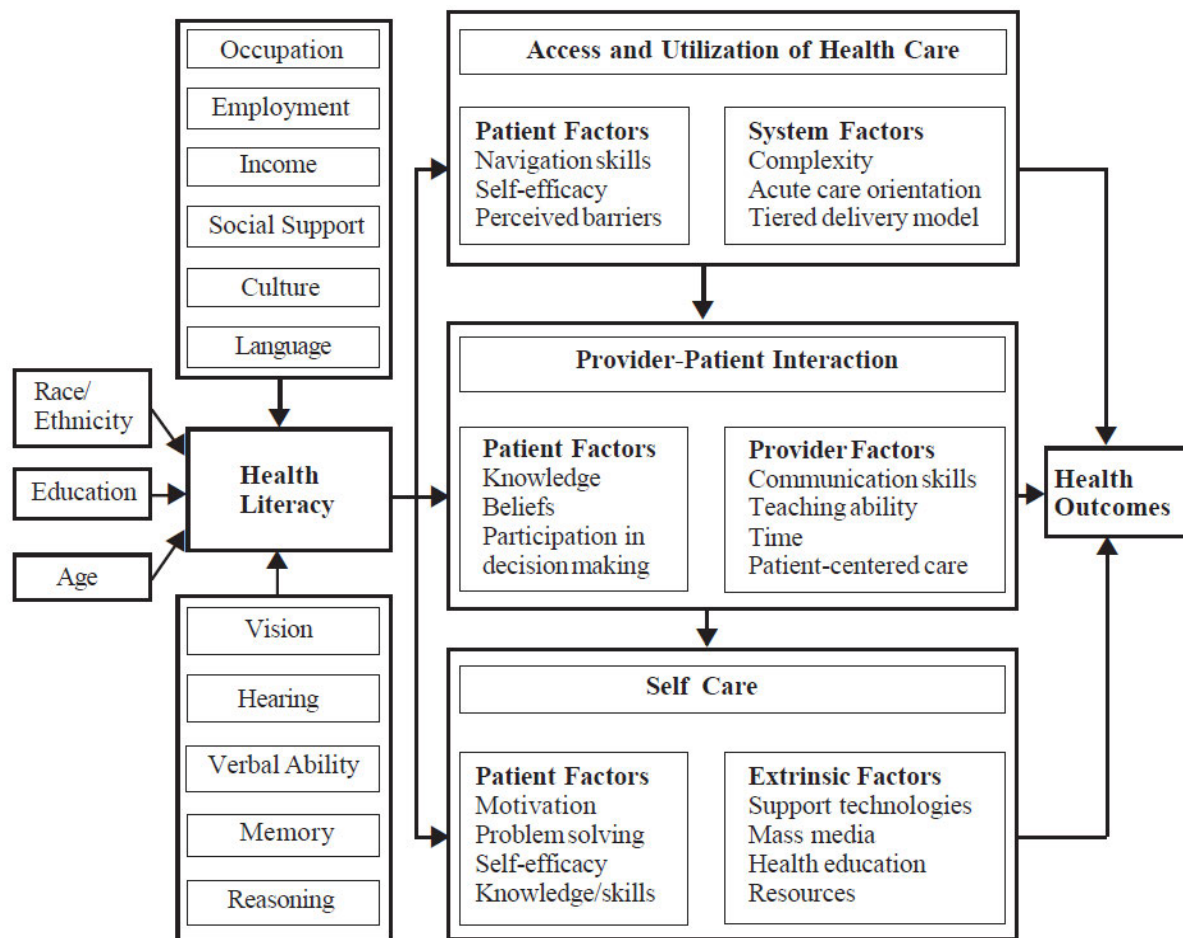 Occupation
Employment
Income
Social Support
Culture
Language
Race/
Ethnicity
Education
Age
Health
Literacy
Vision
Hearing
Verbal Ability
Memory
Reasoning
Access and Utilization of Health Care
Patient Factors
Navigation skills
Self-efficacy
Perceived barriers
System Factors
Complexity
Acute care orientation
Tiered delivery model
Provider-Patient Interaction
Patient Factors
Knowledge
Beliefs
Participation in
decision making
Provider Factors
Communication skills
Teaching ability
Time
Patient-centered care
Self Care
Patient Factors
Motivation
Problem solving
Self-efficacy
Knowledge/skills
Extrinsic Factors
Support technologies
Mass media
Health education
Resources
Health
Outcomes